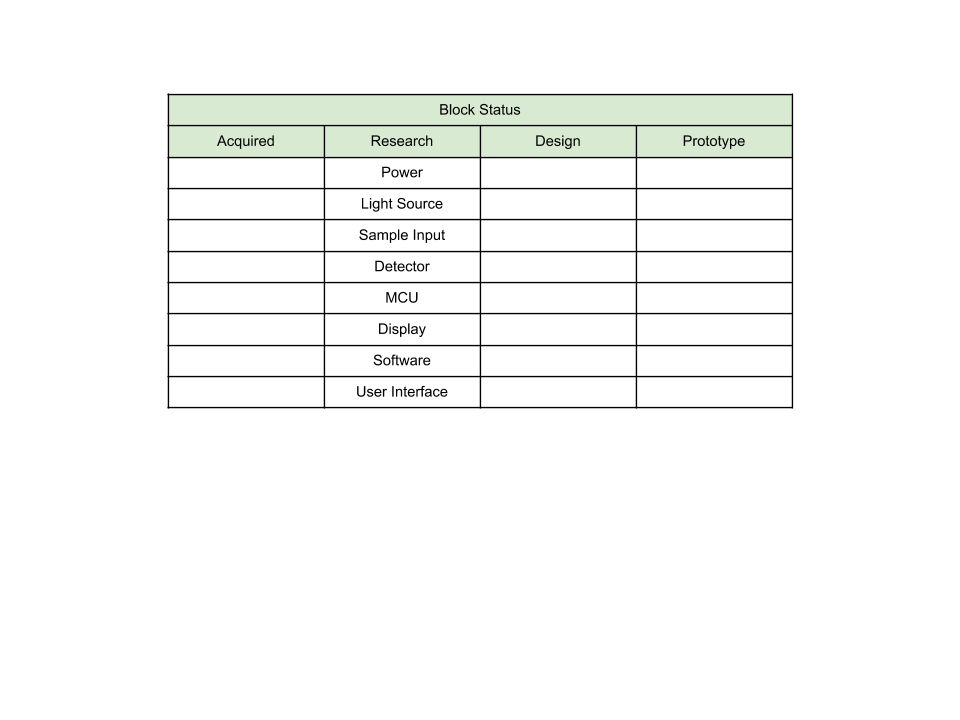 Block Status
Acquired Research Design Prototype
Power
Light Source
Sample Input
Detector
MCU
Display
Software
User Interface